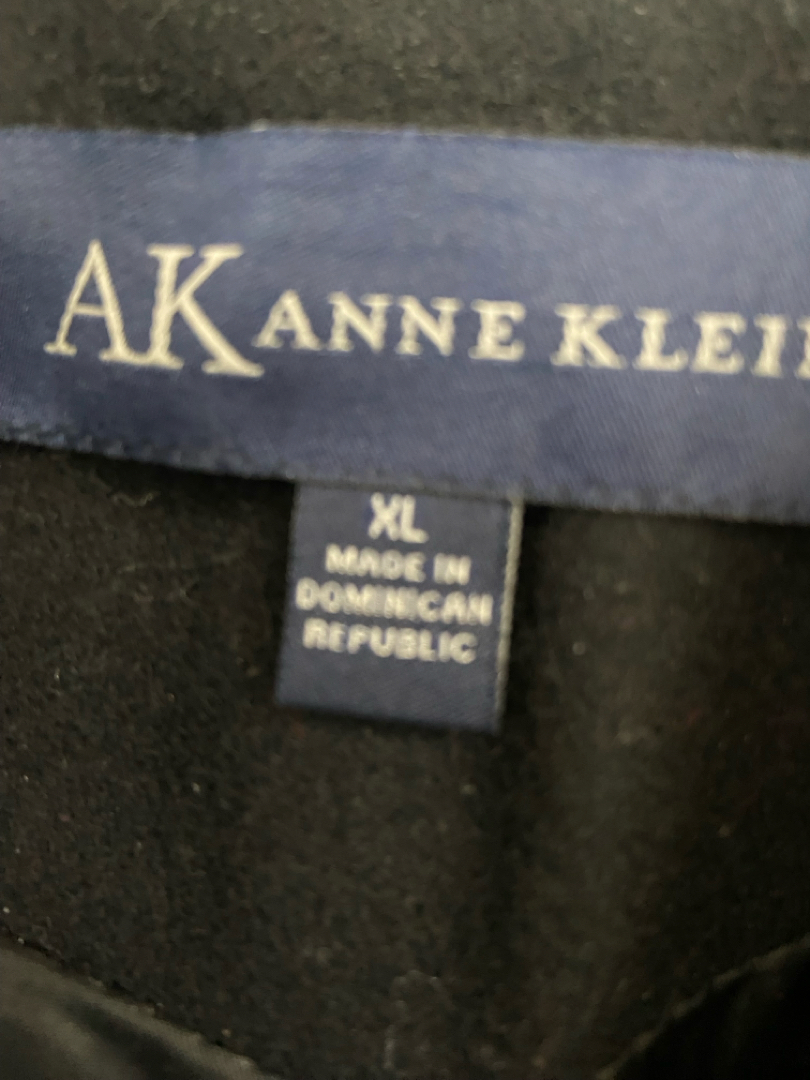 AK ANNE KLEI
XL
MADE IN
DOMINICAN
REPUBLIC